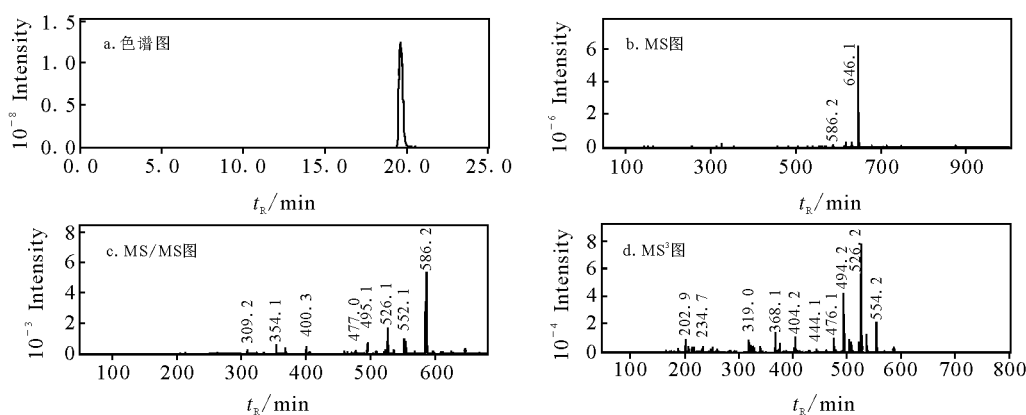 a. 色谱图
10⁻⁸ Intensity
1.5
1.0
0.5
0.0
0.0 5.0 10.0 15.0 20.0 25.0
t_R/min
b. MS图
10⁻⁶ Intensity
6
4
2
0
646.1
586.2
100 300 500 700 900
t_R/min
c. MS/MS图
10⁻³ Intensity
8
6
4
2
0
309.2
354.1
400.3
477.0
495.1
526.1
552.1
586.2
100 200 300 400 500 600
t_R/min
d. MS³图
10⁻⁴ Intensity
8
6
4
2
0
202.9
234.7
319.0
368.1
404.2
444.1
476.1
494.2
526.2
554.2
100 200 300 400 500 600 700 800
t_R/min